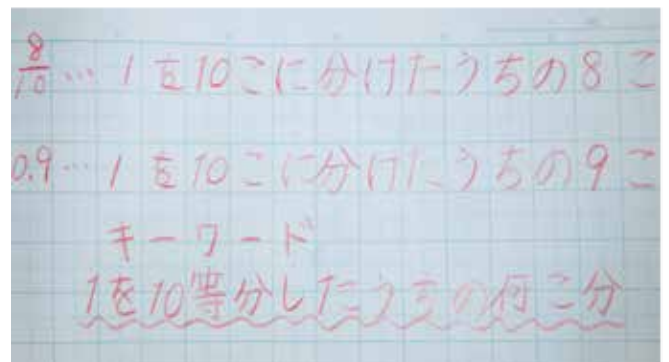 8/10… 1を10こに分けたうちの8こ
0.9… 1を10こに分けたうちの9こ
キーワード
1を10等分したうちの何こ分